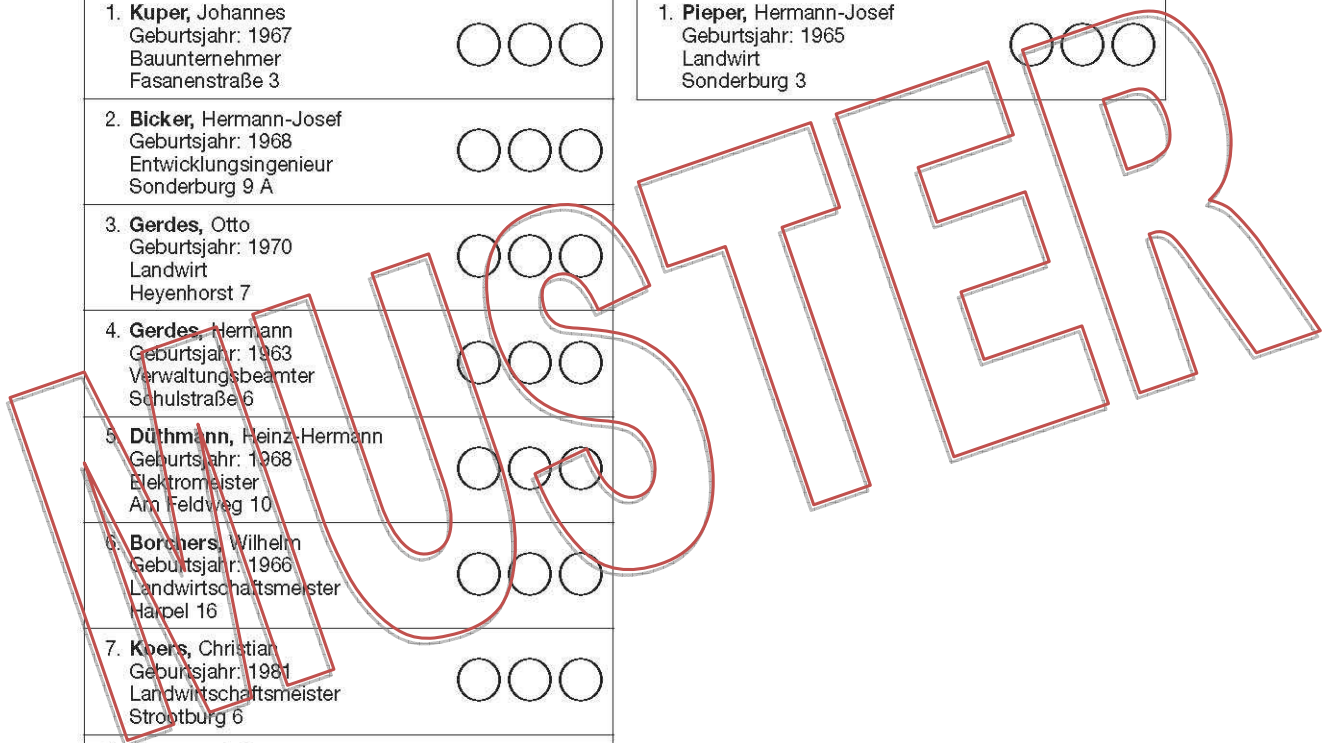 1. Kuper, Johannes
Geburtsjahr: 1967
Bauunternehmer
Fasanenstraße 3
2. Bicker, Hermann-Josef
Geburtsjahr: 1968
Entwicklungsingenieur
Sonderburg 9 A
3. Gerdes, Otto
Geburtsjahr: 1970
Landwirt
Heyenhorst 7
4. Gerdes, Hermann
Geburtsjahr: 1963
Verwaltungsbeamter
Schulstraße 6
5. Düthmann, Heinz-Hermann
Geburtsjahr: 1968
Elektromeister
Am Feldweg 10
6. Borchers, Wilhelm
Geburtsjahr: 1966
Landwirtschaftsmeister
Harpel 16
7. Koers, Christian
Geburtsjahr: 1981
Landwirtschaftsmeister
Strootburg 6
1. Pieper, Hermann-Josef
Geburtsjahr: 1965
Landwirt
Sonderburg 3
MUSTER